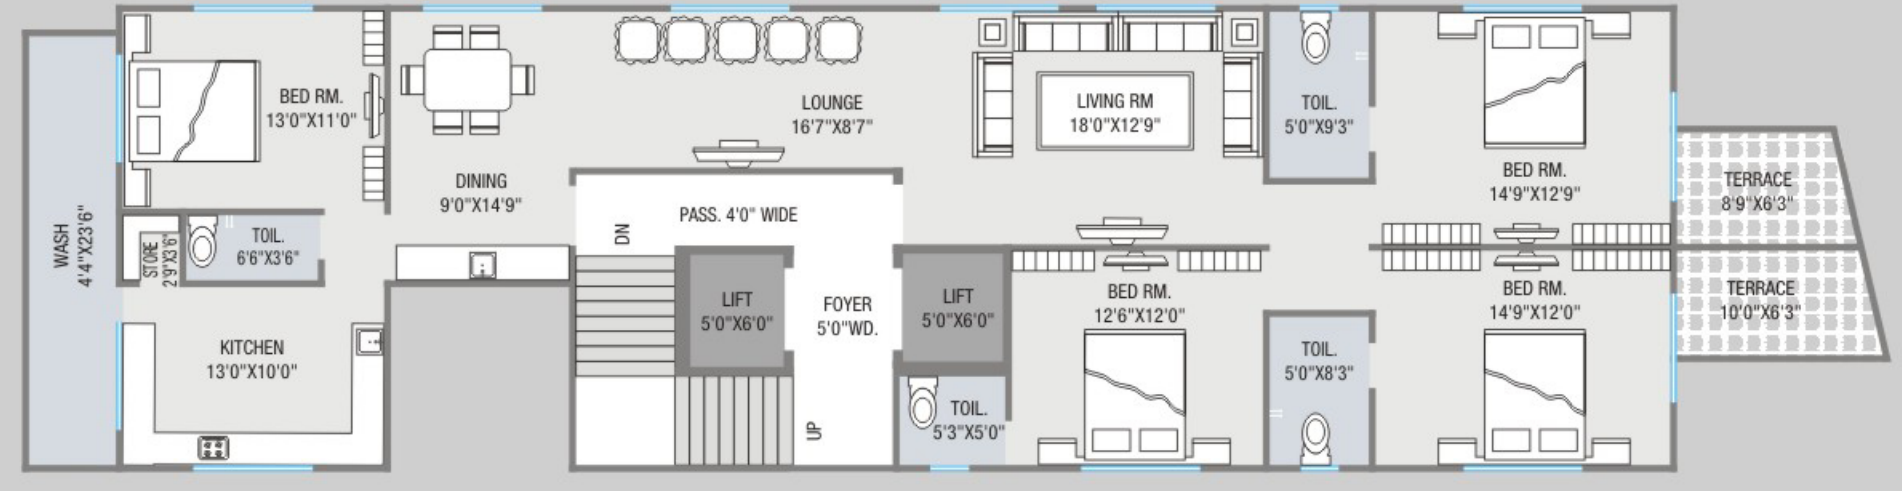 BED RM.
13'0"X11'0"
LOUNGE
16'7"X8'7"
LIVING RM
18'0"X12'9"
TOIL.
5'0"X9'3"
BED RM.
14'9"X12'9"
TERRACE
8'9"X6'3"
DINING
9'0"X14'9"
PASS. 4'0" WIDE
DN
WASH
4'4"X23'6"
STORE
2'9"X3'6"
TOIL.
6'6"X3'6"
LIFT
5'0"X6'0"
FOYER
5'0"WD.
LIFT
5'0"X6'0"
BED RM.
12'6"X12'0"
BED RM.
14'9"X12'0"
TERRACE
10'0"X6'3"
KITCHEN
13'0"X10'0"
TOIL.
5'0"X8'3"
UP
TOIL.
5'3"X5'0"